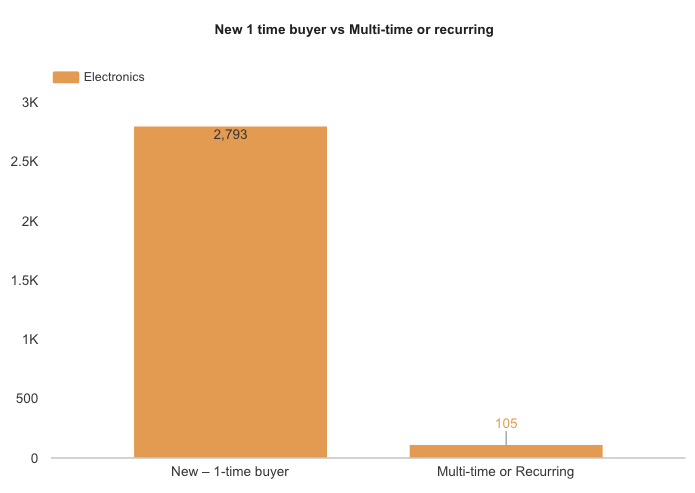 New 1 time buyer vs Multi-time or recurring
Electronics
3K
2,793
2.5K
2K
1.5K
1K
500
105
0
New – 1-time buyer
Multi-time or Recurring